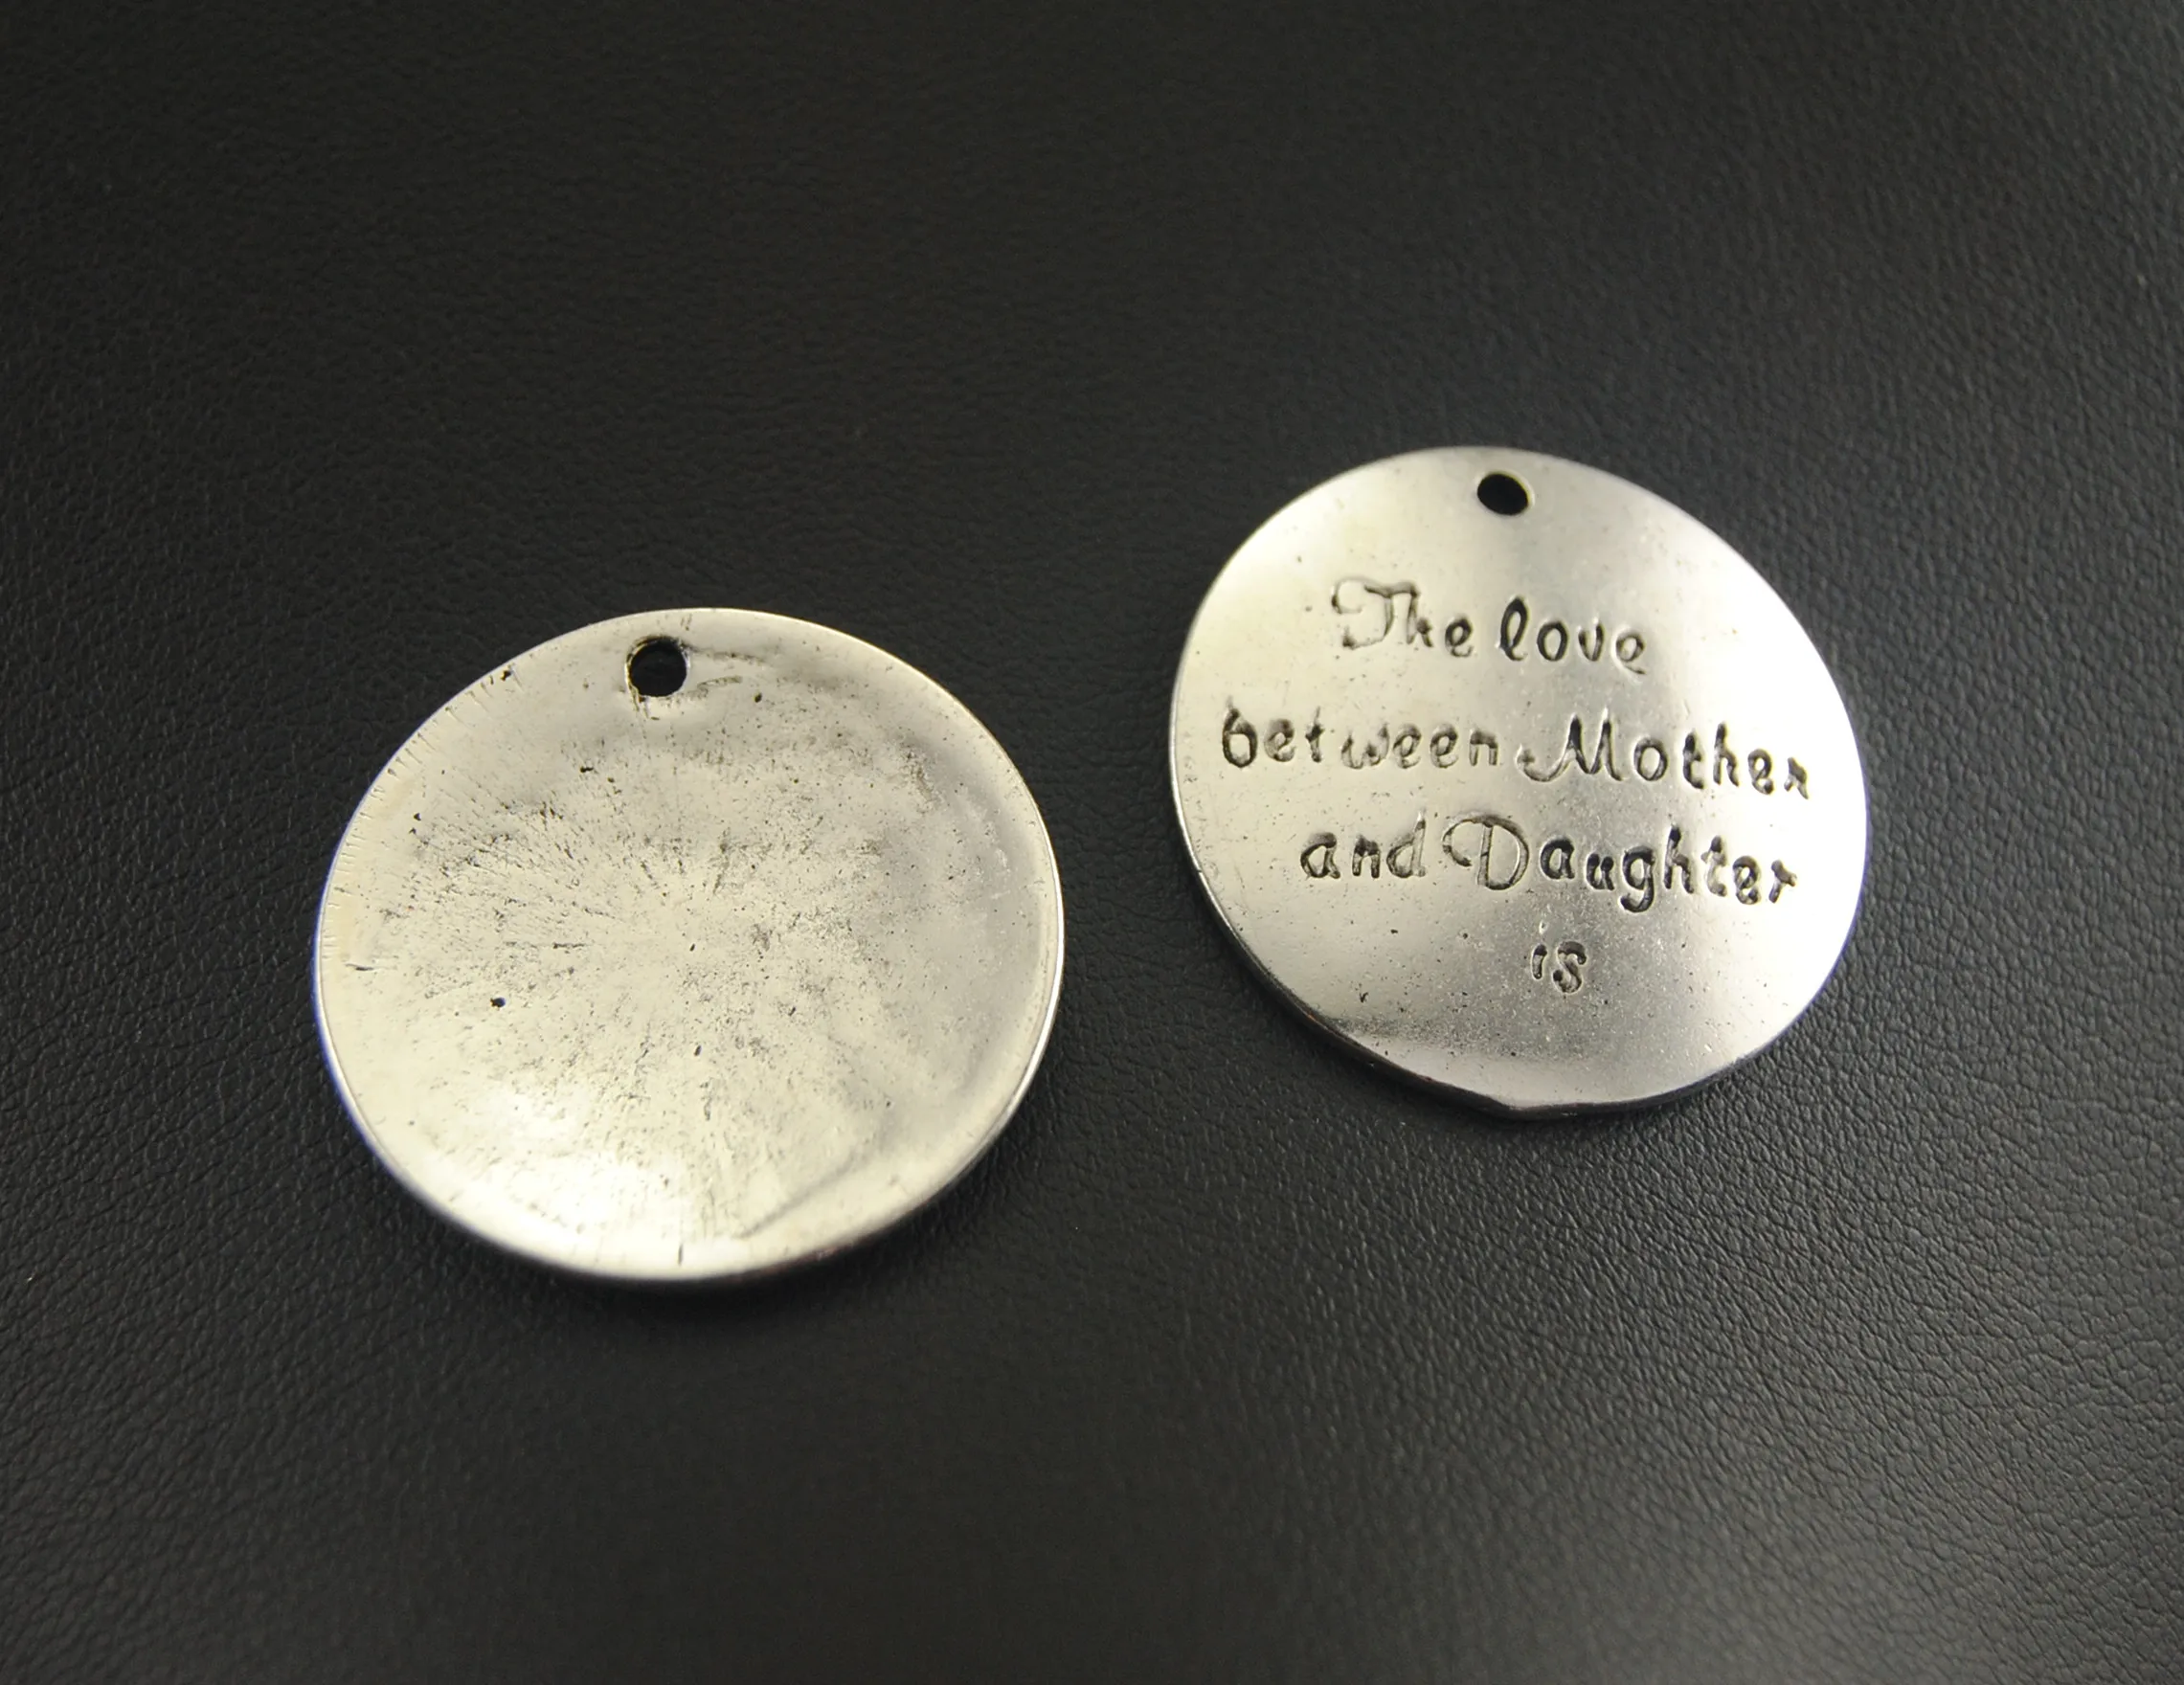 The love
between Mother
and Daughter
is